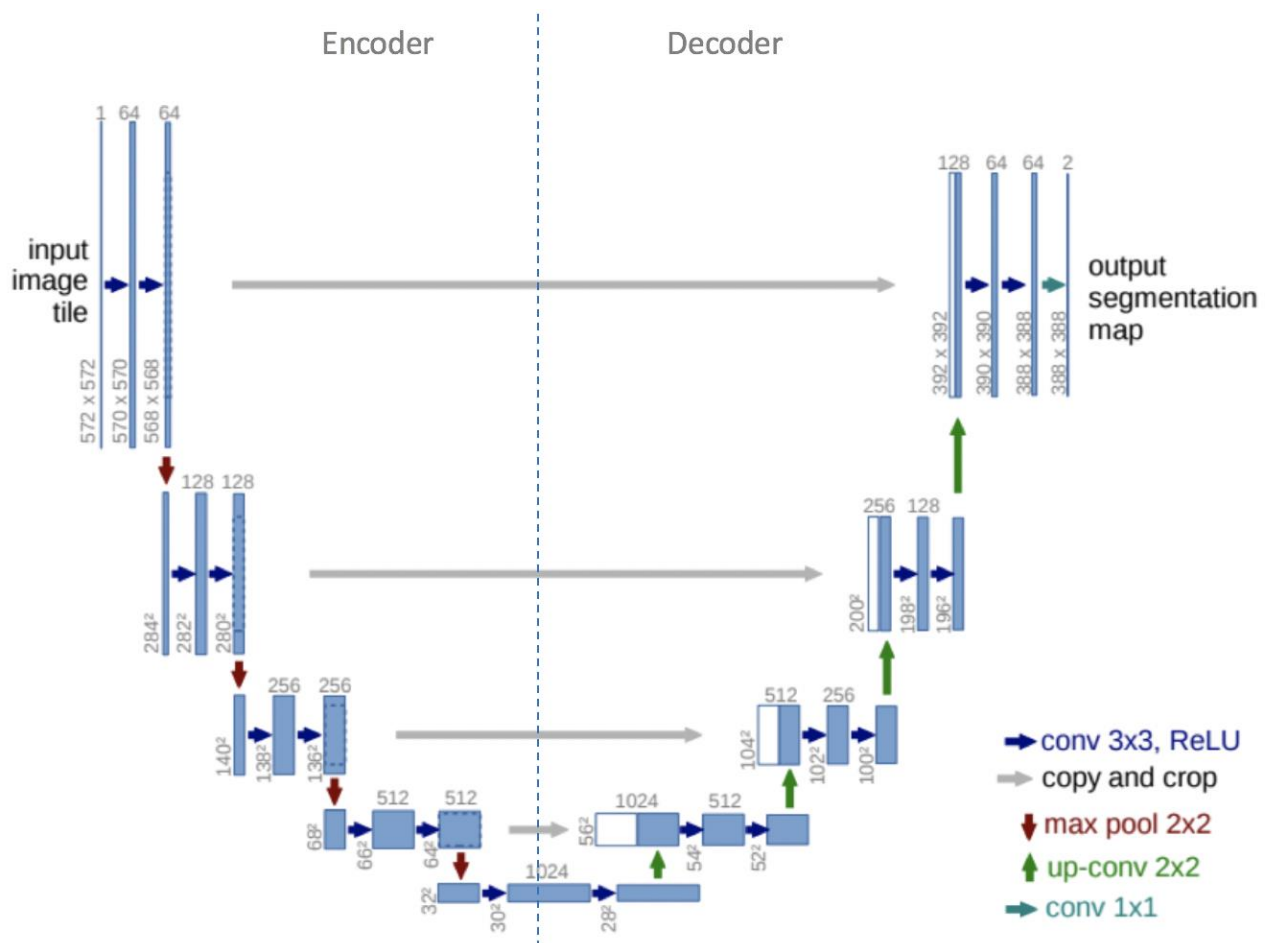 Encoder
Decoder
1 64 64
input
image
tile
572 x 572
570 x 570
568 x 568
128 64 64 2
392 x 392
390 x 390
388 x 388
388 x 388
output
segmentation
map
128 128
284²
282²
280²
256 128
200²
198²
196²
256 256
140²
138²
136²
512 256
104²
102²
100²
512 512
68²
66²
64²
1024 512
56²
54²
52²
1024
32²
30²
28²
conv 3x3, ReLU
copy and crop
max pool 2x2
up-conv 2x2
conv 1x1